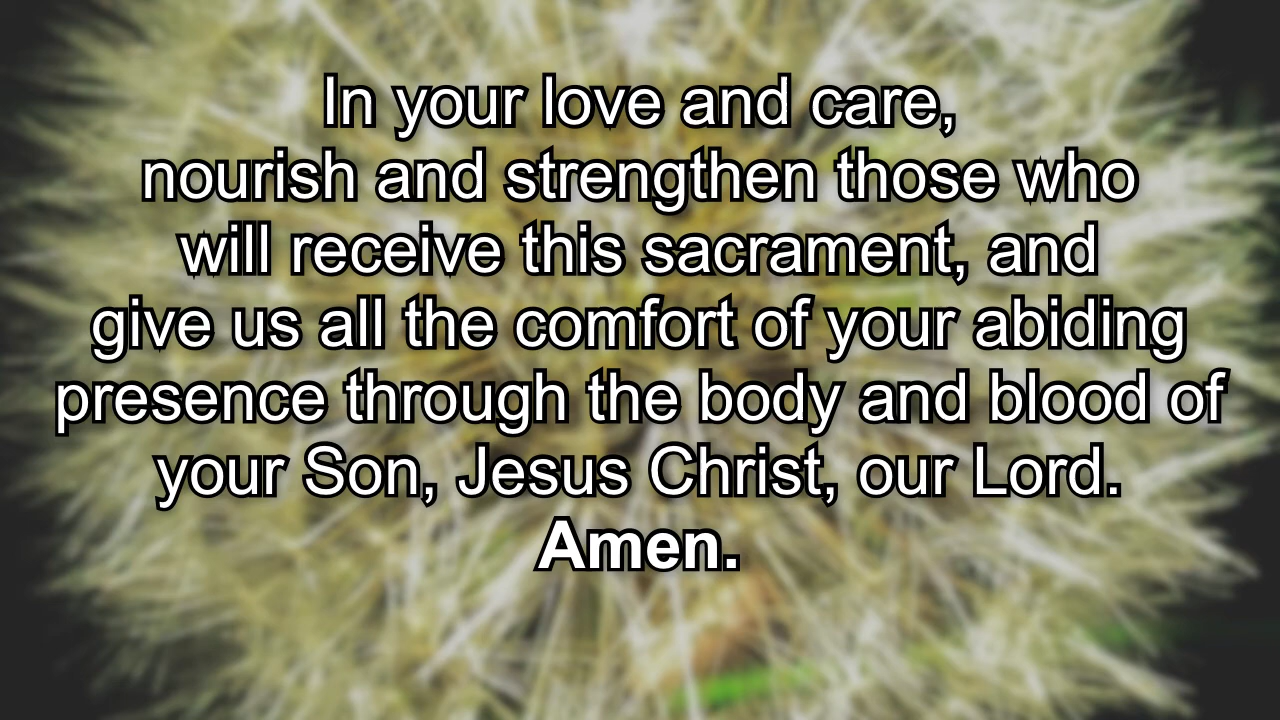 In your love and care,
nourish and strengthen those who
will receive this sacrament, and
give us all the comfort of your abiding
presence through the body and blood of
your Son, Jesus Christ, our Lord.
Amen.